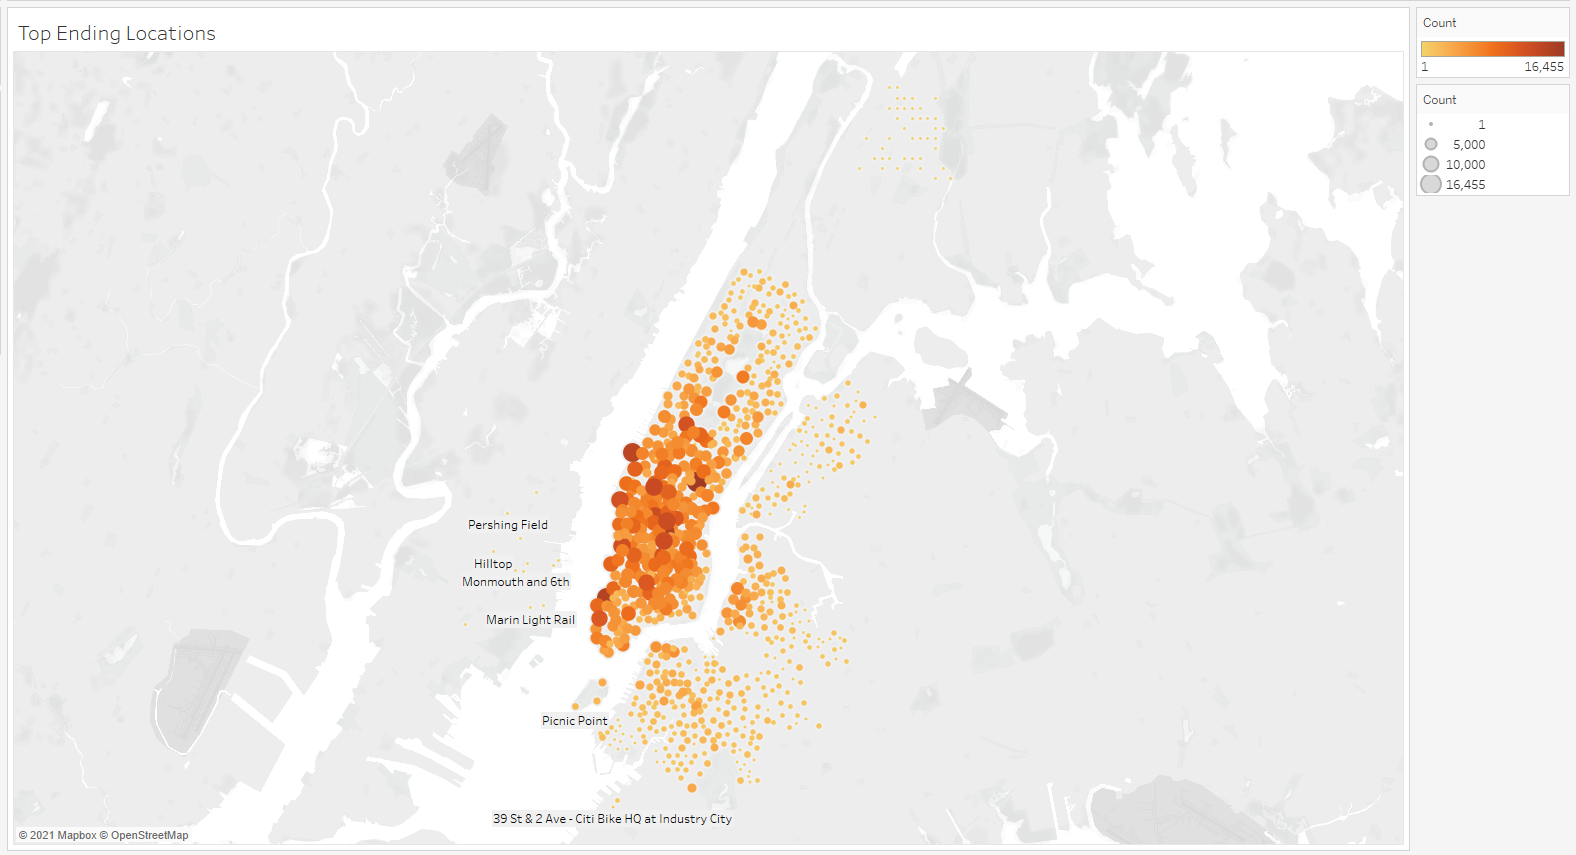 Top Ending Locations
Count
1 16,455
Count
1
5,000
10,000
16,455
Pershing Field
Hilltop
Monmouth and 6th
Marin Light Rail
Picnic Point
39 St & 2 Ave - Citi Bike HQ at Industry City
© 2021 Mapbox © OpenStreetMap